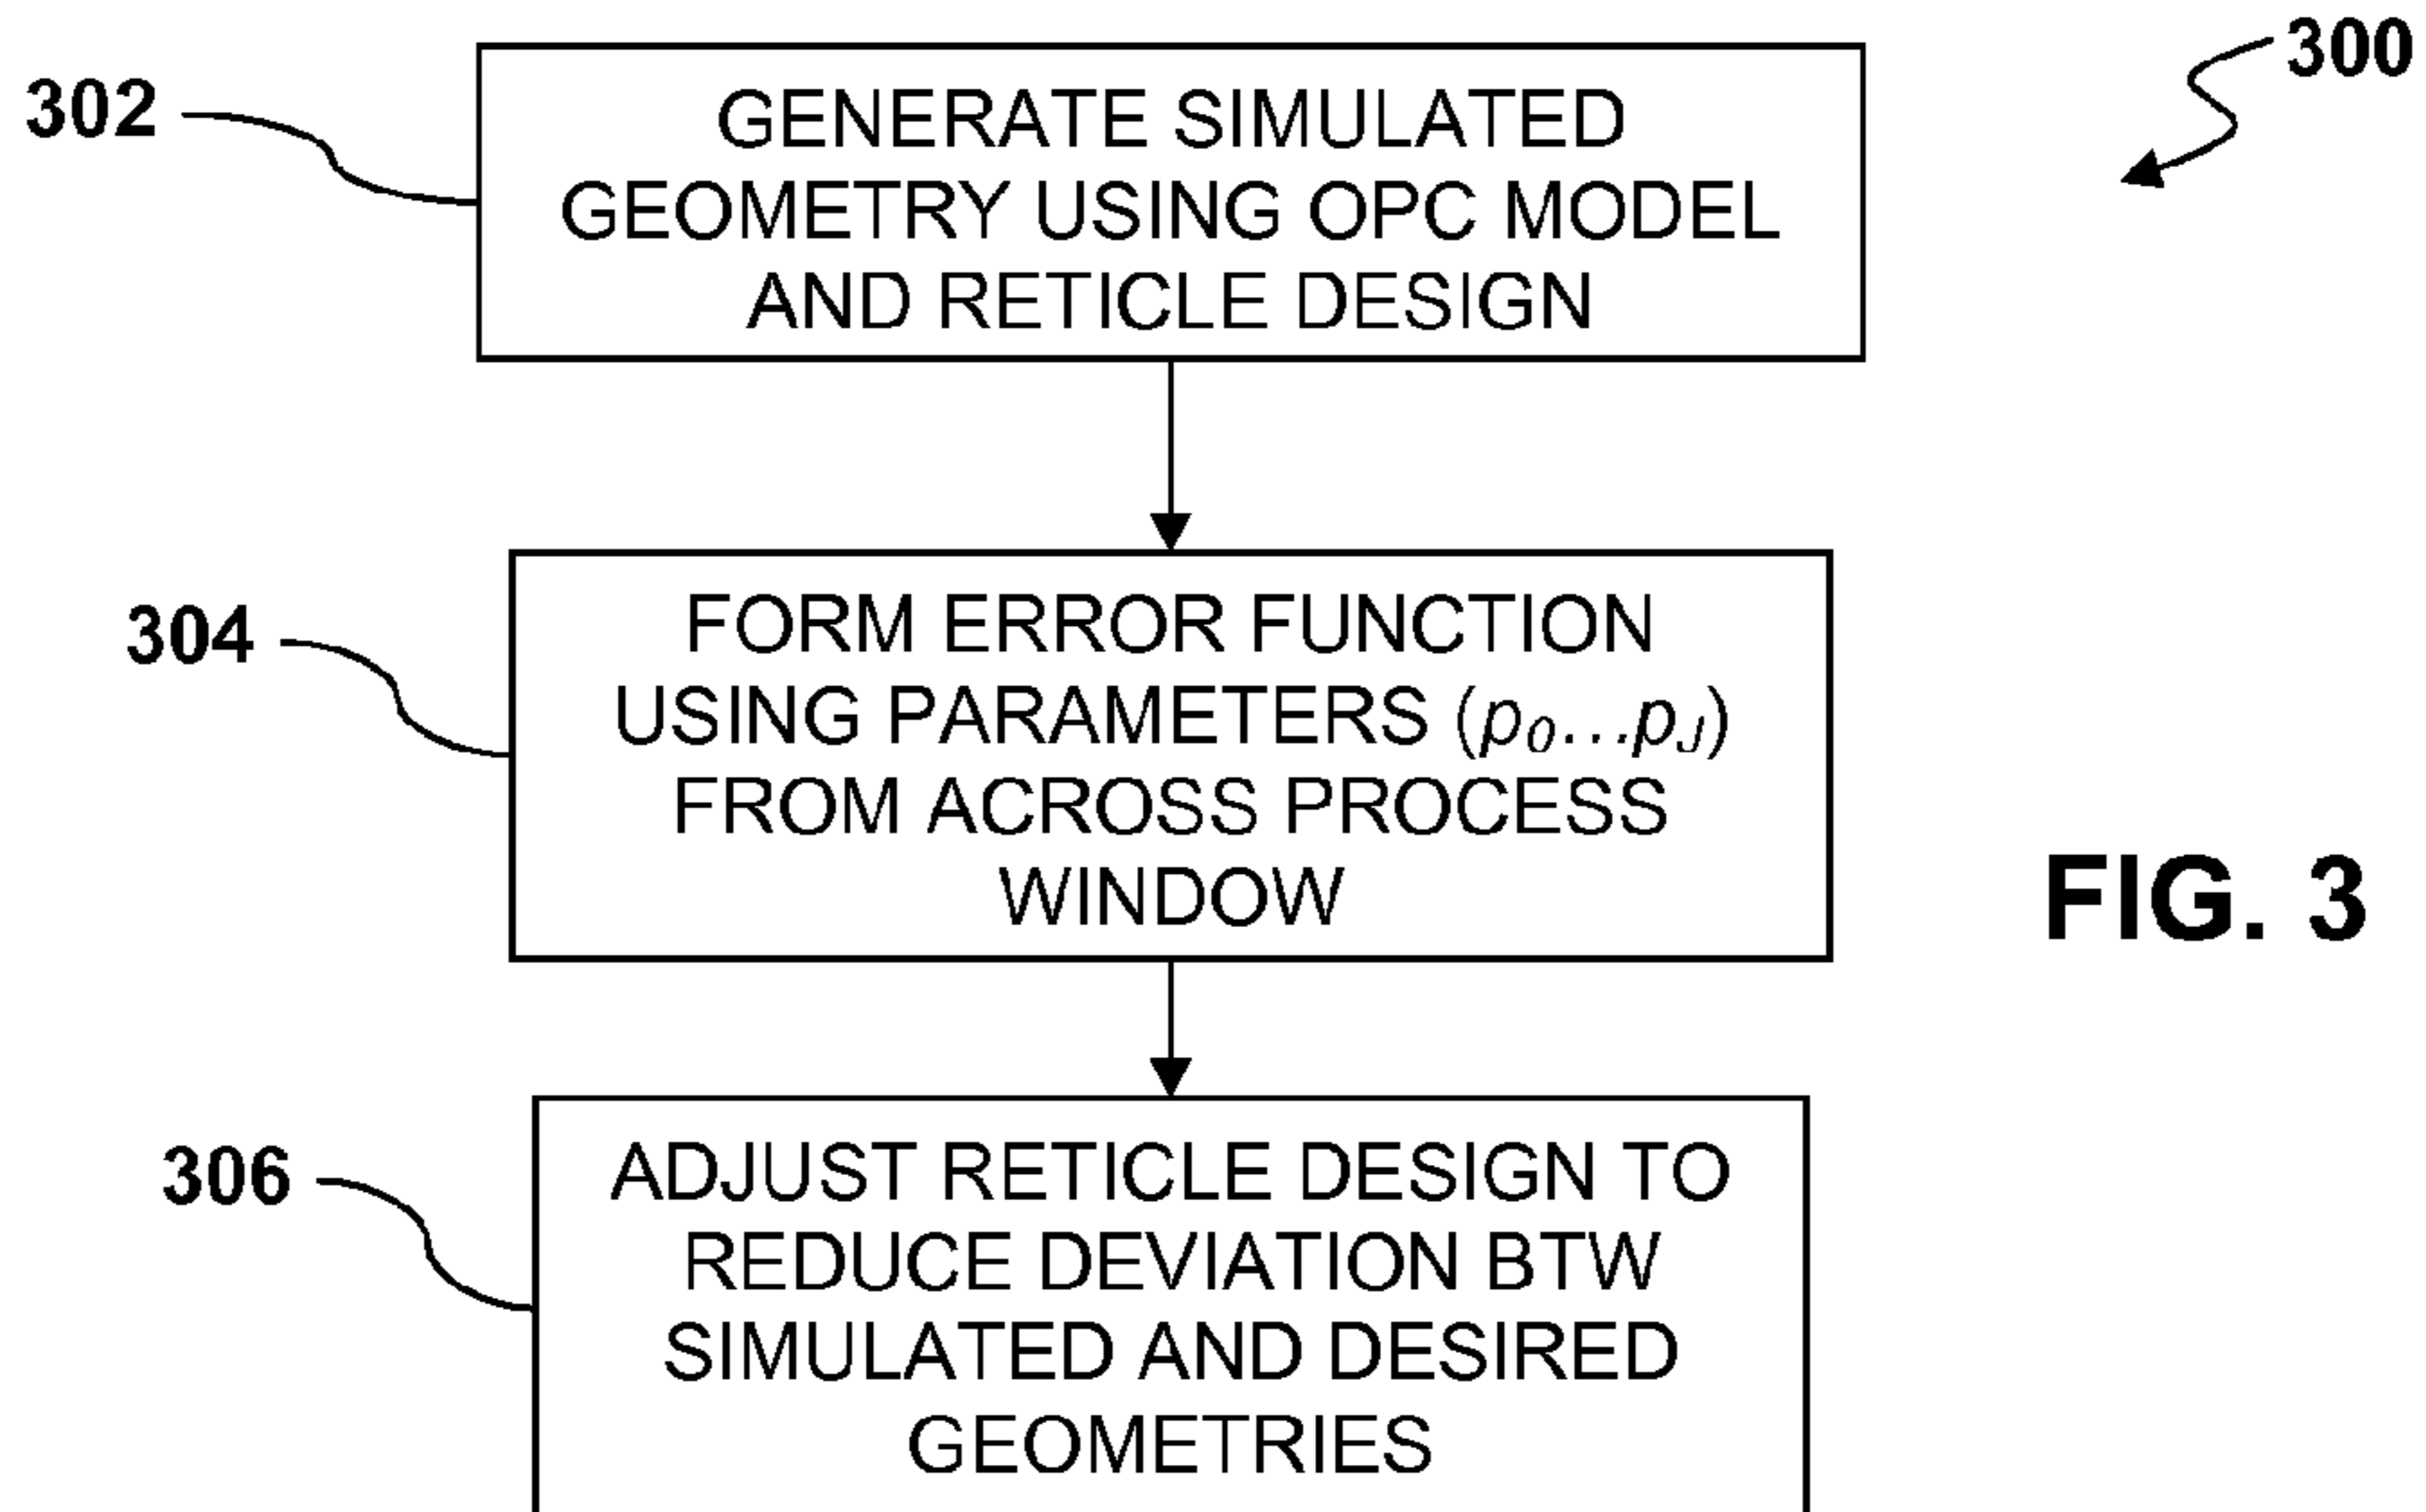 300
302
GENERATE SIMULATED
GEOMETRY USING OPC MODEL
AND RETICLE DESIGN
304
FORM ERROR FUNCTION
USING PARAMETERS (p₀...p_J)
FROM ACROSS PROCESS
WINDOW
FIG. 3
306
ADJUST RETICLE DESIGN TO
REDUCE DEVIATION BTW
SIMULATED AND DESIRED
GEOMETRIES